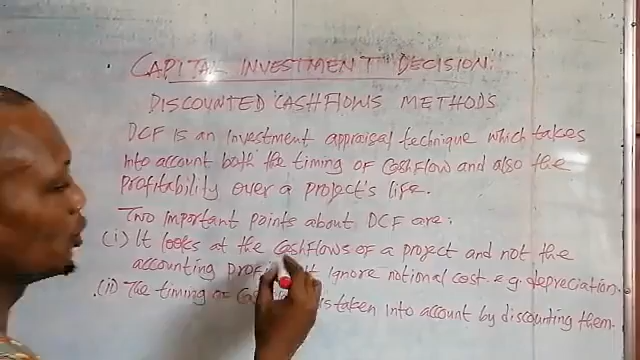 CAPITAL INVESTMENT DECISION:
DISCOUNTED CASHFLOWS METHODS
DCF is an investment appraisal technique which takes
into account both the timing of cashflow and also the
profitability over a project's life.
Two important points about DCF are:
(i) It looks at the cashflows of a project and not the
accounting ignore notional cost e.g. depreciation.
(ii) The timing of is taken into account by discounting them.